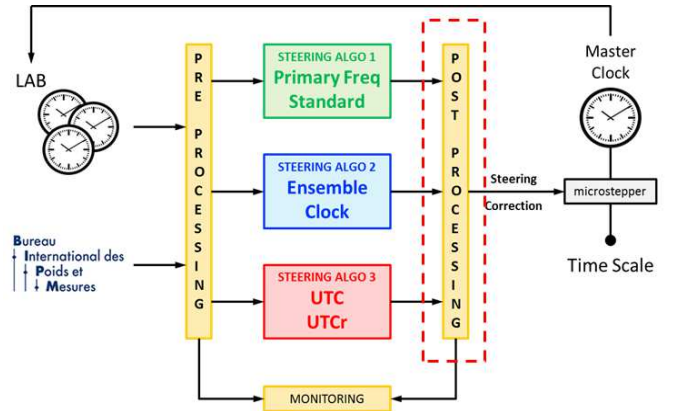 LAB
Bureau
International des
Poids et
Mesures
PRE PROCESSING
STEERING ALGO 1
Primary Freq
Standard
STEERING ALGO 2
Ensemble
Clock
STEERING ALGO 3
UTC
UTCr
POST PROCESSING
Steering
Correction
Master
Clock
microstepper
Time Scale
MONITORING